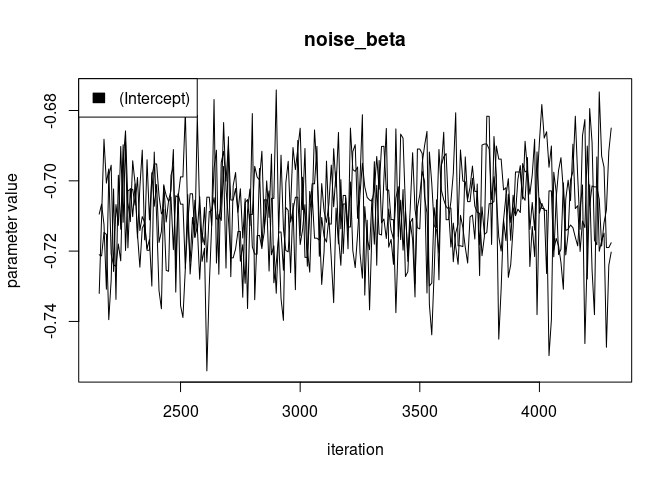 noise_beta
(Intercept)
-0.68
-0.70
-0.72
-0.74
parameter value
2500 3000 3500 4000
iteration